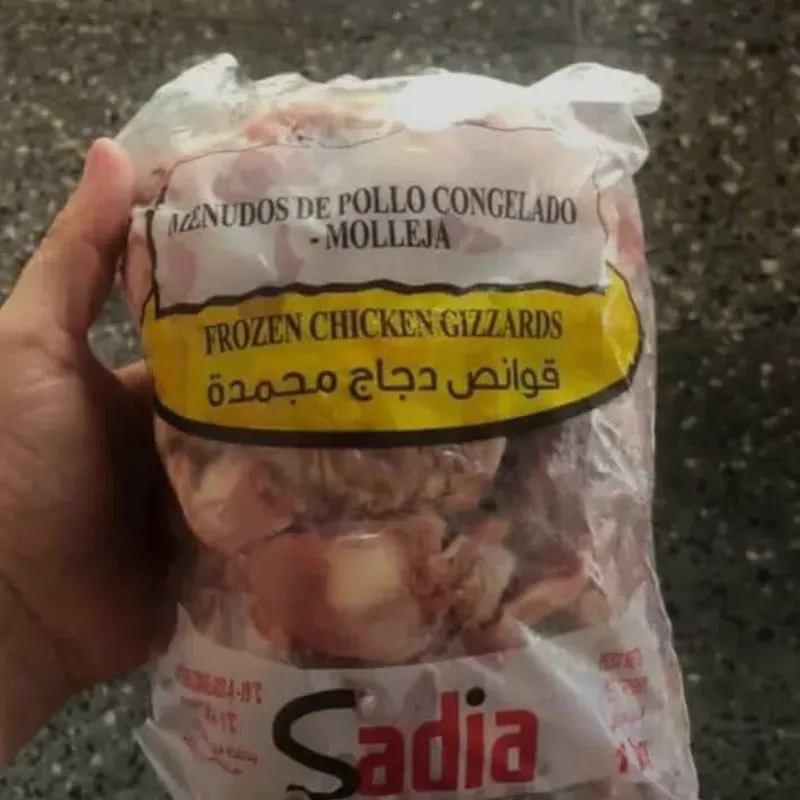 MENUDOS DE POLLO CONGELADO
- MOLLEJA
FROZEN CHICKEN GIZZARDS
قوانص دجاج مجمدة
Sadia